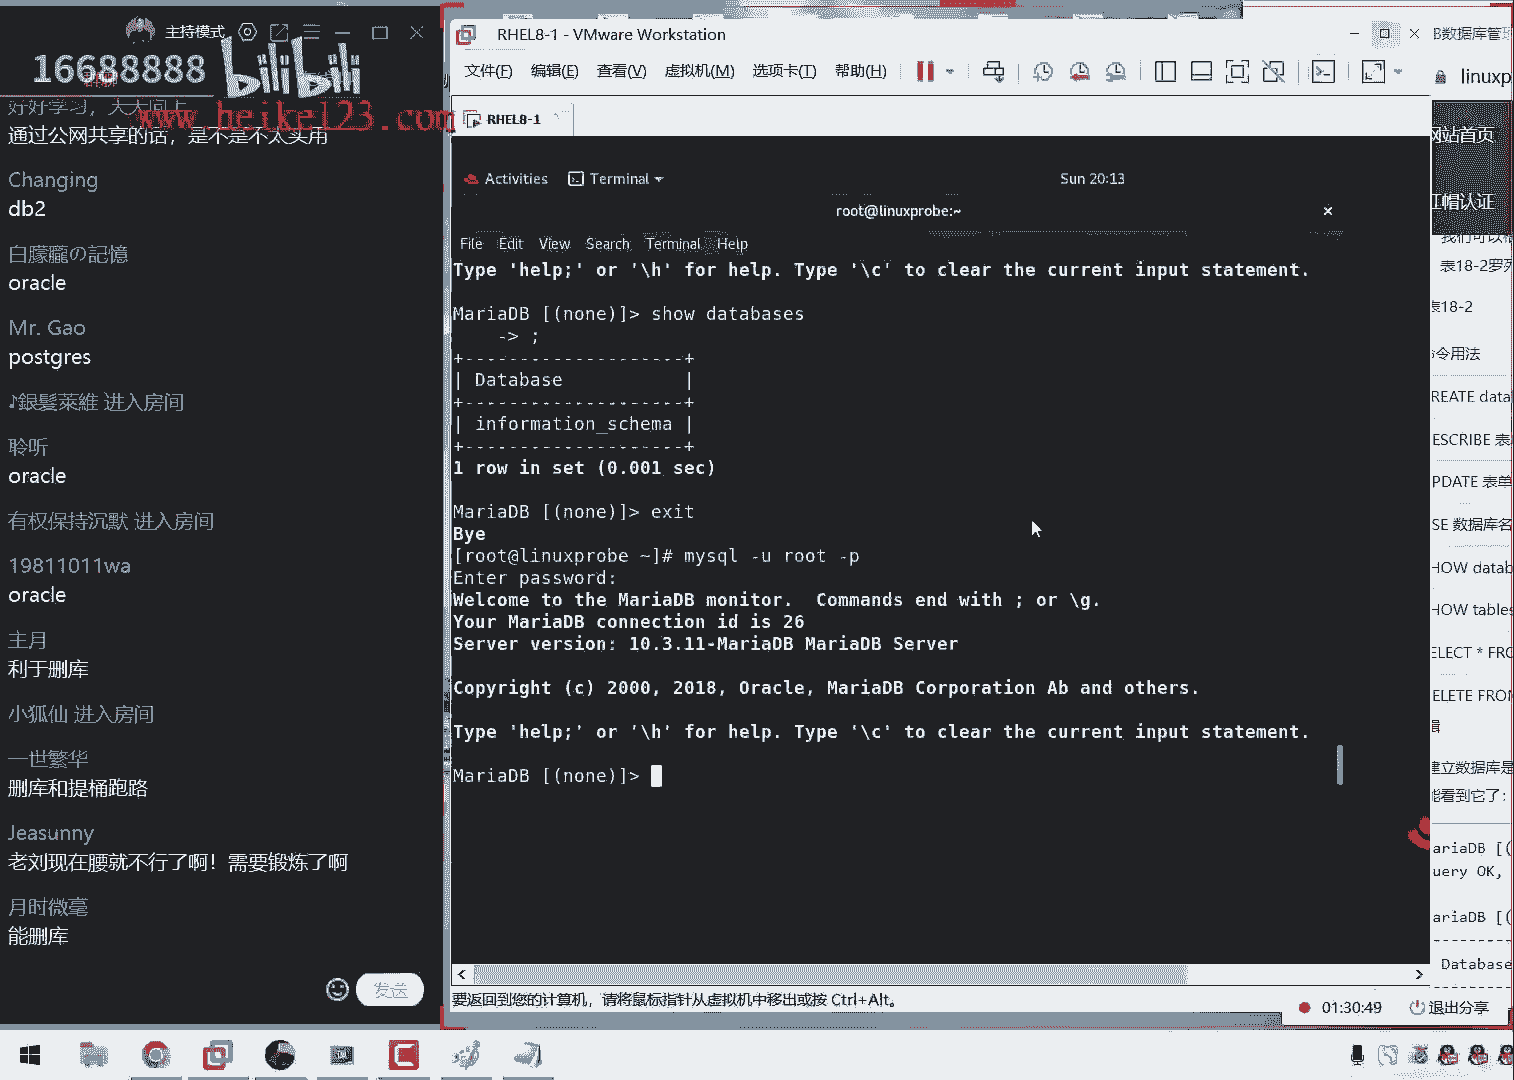 主持模式
16688888
bilibili
www.heike123.com
好好学习，天天向上
通过公网共享的话，是不是不太实用
Changing
db2
白朦朧の記憶
oracle
Mr. Gao
postgres
♪銀髮萊維 进入房间
聆听
oracle
有权保持沉默 进入房间
19811011wa
oracle
主月
利于删库
小狐仙 进入房间
一世繁华
删库和提桶跑路
Jeasunny
老刘现在腰就不行了啊！需要锻炼了啊
月时微毫
能删库
发送
RHEL8-1 - VMware Workstation
文件(F) 编辑(E) 查看(V) 虚拟机(M) 选项卡(T) 帮助(H)
RHEL8-1
Activities Terminal Sun 20:13
root@linuxprobe:~
File Edit View Search Terminal Help
Type 'help;' or '\h' for help. Type '\c' to clear the current input statement.
MariaDB [(none)]> show databases
-> ;
+--------------------+
| Database |
+--------------------+
| information_schema |
+--------------------+
1 row in set (0.001 sec)
MariaDB [(none)]> exit
Bye
[root@linuxprobe ~]# mysql -u root -p
Enter password:
Welcome to the MariaDB monitor.  Commands end with ; or \g.
Your MariaDB connection id is 26
Server version: 10.3.11-MariaDB MariaDB Server
Copyright (c) 2000, 2018, Oracle, MariaDB Corporation Ab and others.
Type 'help;' or '\h' for help. Type '\c' to clear the current input statement.
MariaDB [(none)]>
要返回到您的计算机，请将鼠标指针从虚拟机中移出或按 Ctrl+Alt。
01:30:49 退出分享
B数据库管理
linuxp
网站首页
红帽认证
我们可以根
表18-2罗列
表18-2
命令用法
REATE data
ESCRIBE 表
PDATE 表单
SE 数据库名
HOW datab
HOW tables
ELECT * FRO
ELETE FROM
辑
建立数据库是
能看到它了：
ariaDB [(
uery OK,
ariaDB [(
Database